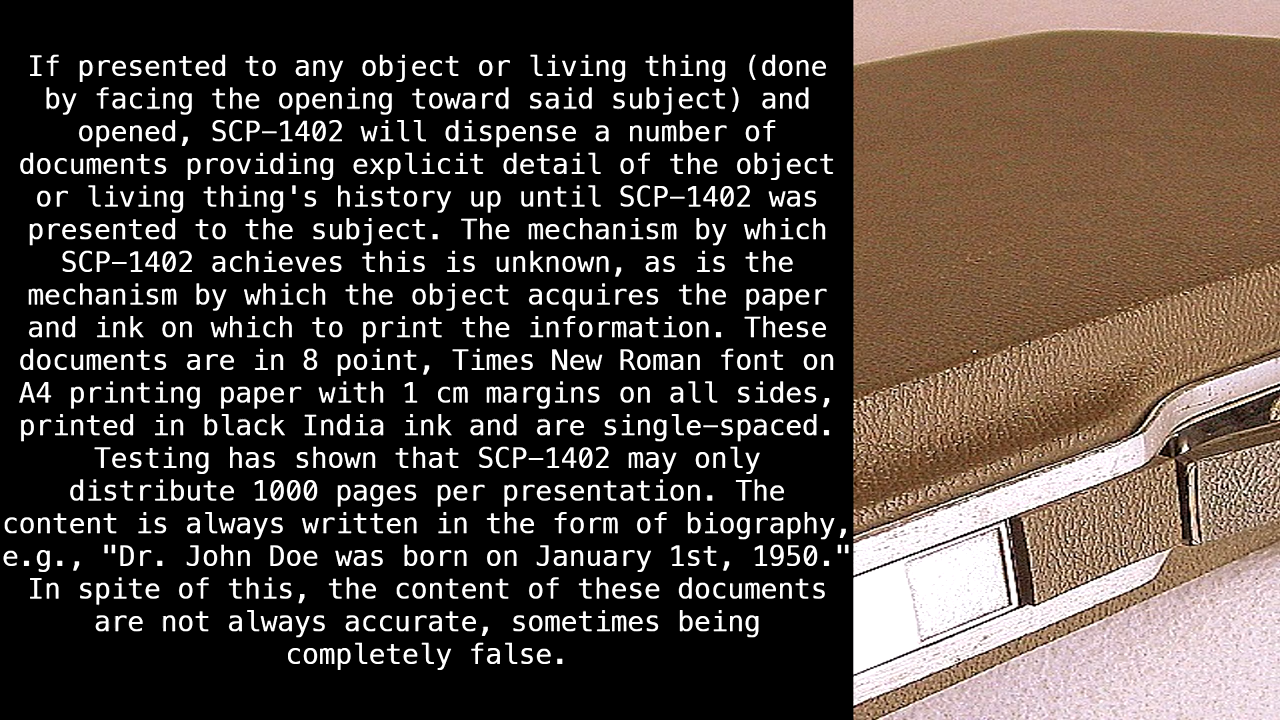 If presented to any object or living thing (done
by facing the opening toward said subject) and
opened, SCP-1402 will dispense a number of
documents providing explicit detail of the object
or living thing's history up until SCP-1402 was
presented to the subject. The mechanism by which
SCP-1402 achieves this is unknown, as is the
mechanism by which the object acquires the paper
and ink on which to print the information. These
documents are in 8 point, Times New Roman font on
A4 printing paper with 1 cm margins on all sides,
printed in black India ink and are single-spaced.
Testing has shown that SCP-1402 may only
distribute 1000 pages per presentation. The
content is always written in the form of biography,
e.g., "Dr. John Doe was born on January 1st, 1950."
In spite of this, the content of these documents
are not always accurate, sometimes being
completely false.